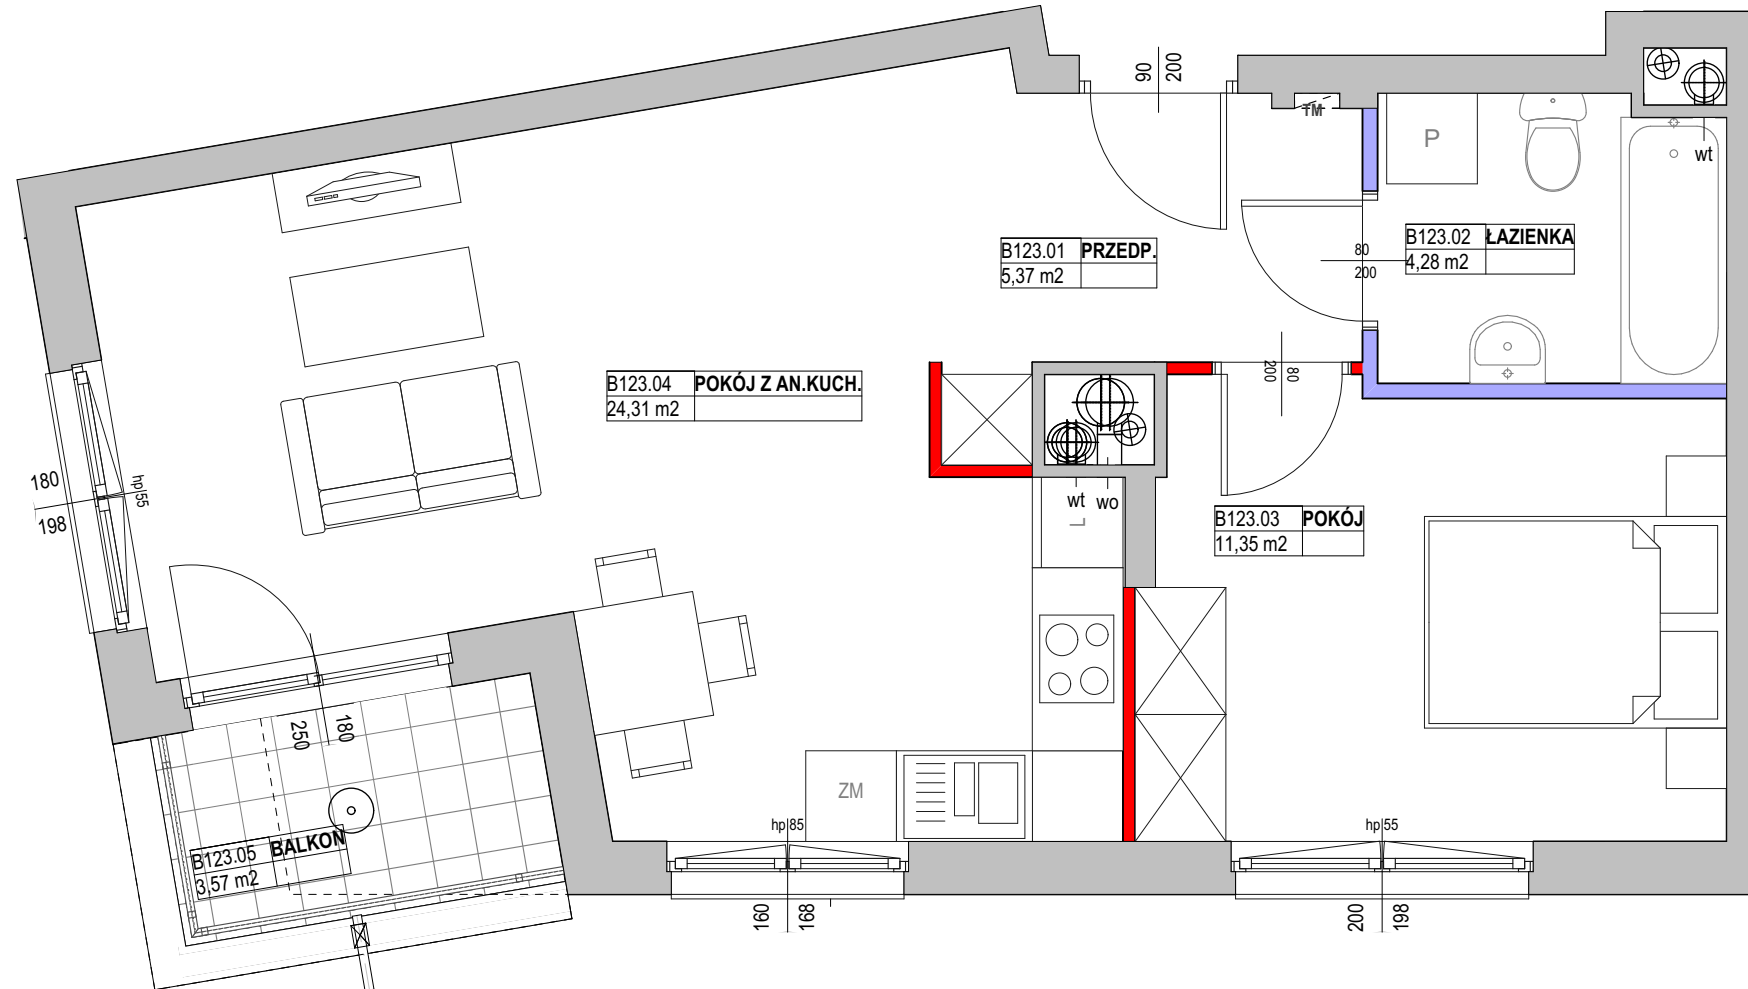 90
200
TM
P
wt
B123.01 PRZEDP.
5,37 m2
80
200
B123.02 ŁAZIENKA
4,28 m2
B123.04 POKÓJ Z AN.KUCH.
24,31 m2
200
80
180
198
hp 55
wt
wo
L
B123.03 POKÓJ
11,35 m2
250
180
ZM
hp 85
hp 55
B123.05 BALKON
3,57 m2
160
168
200
198